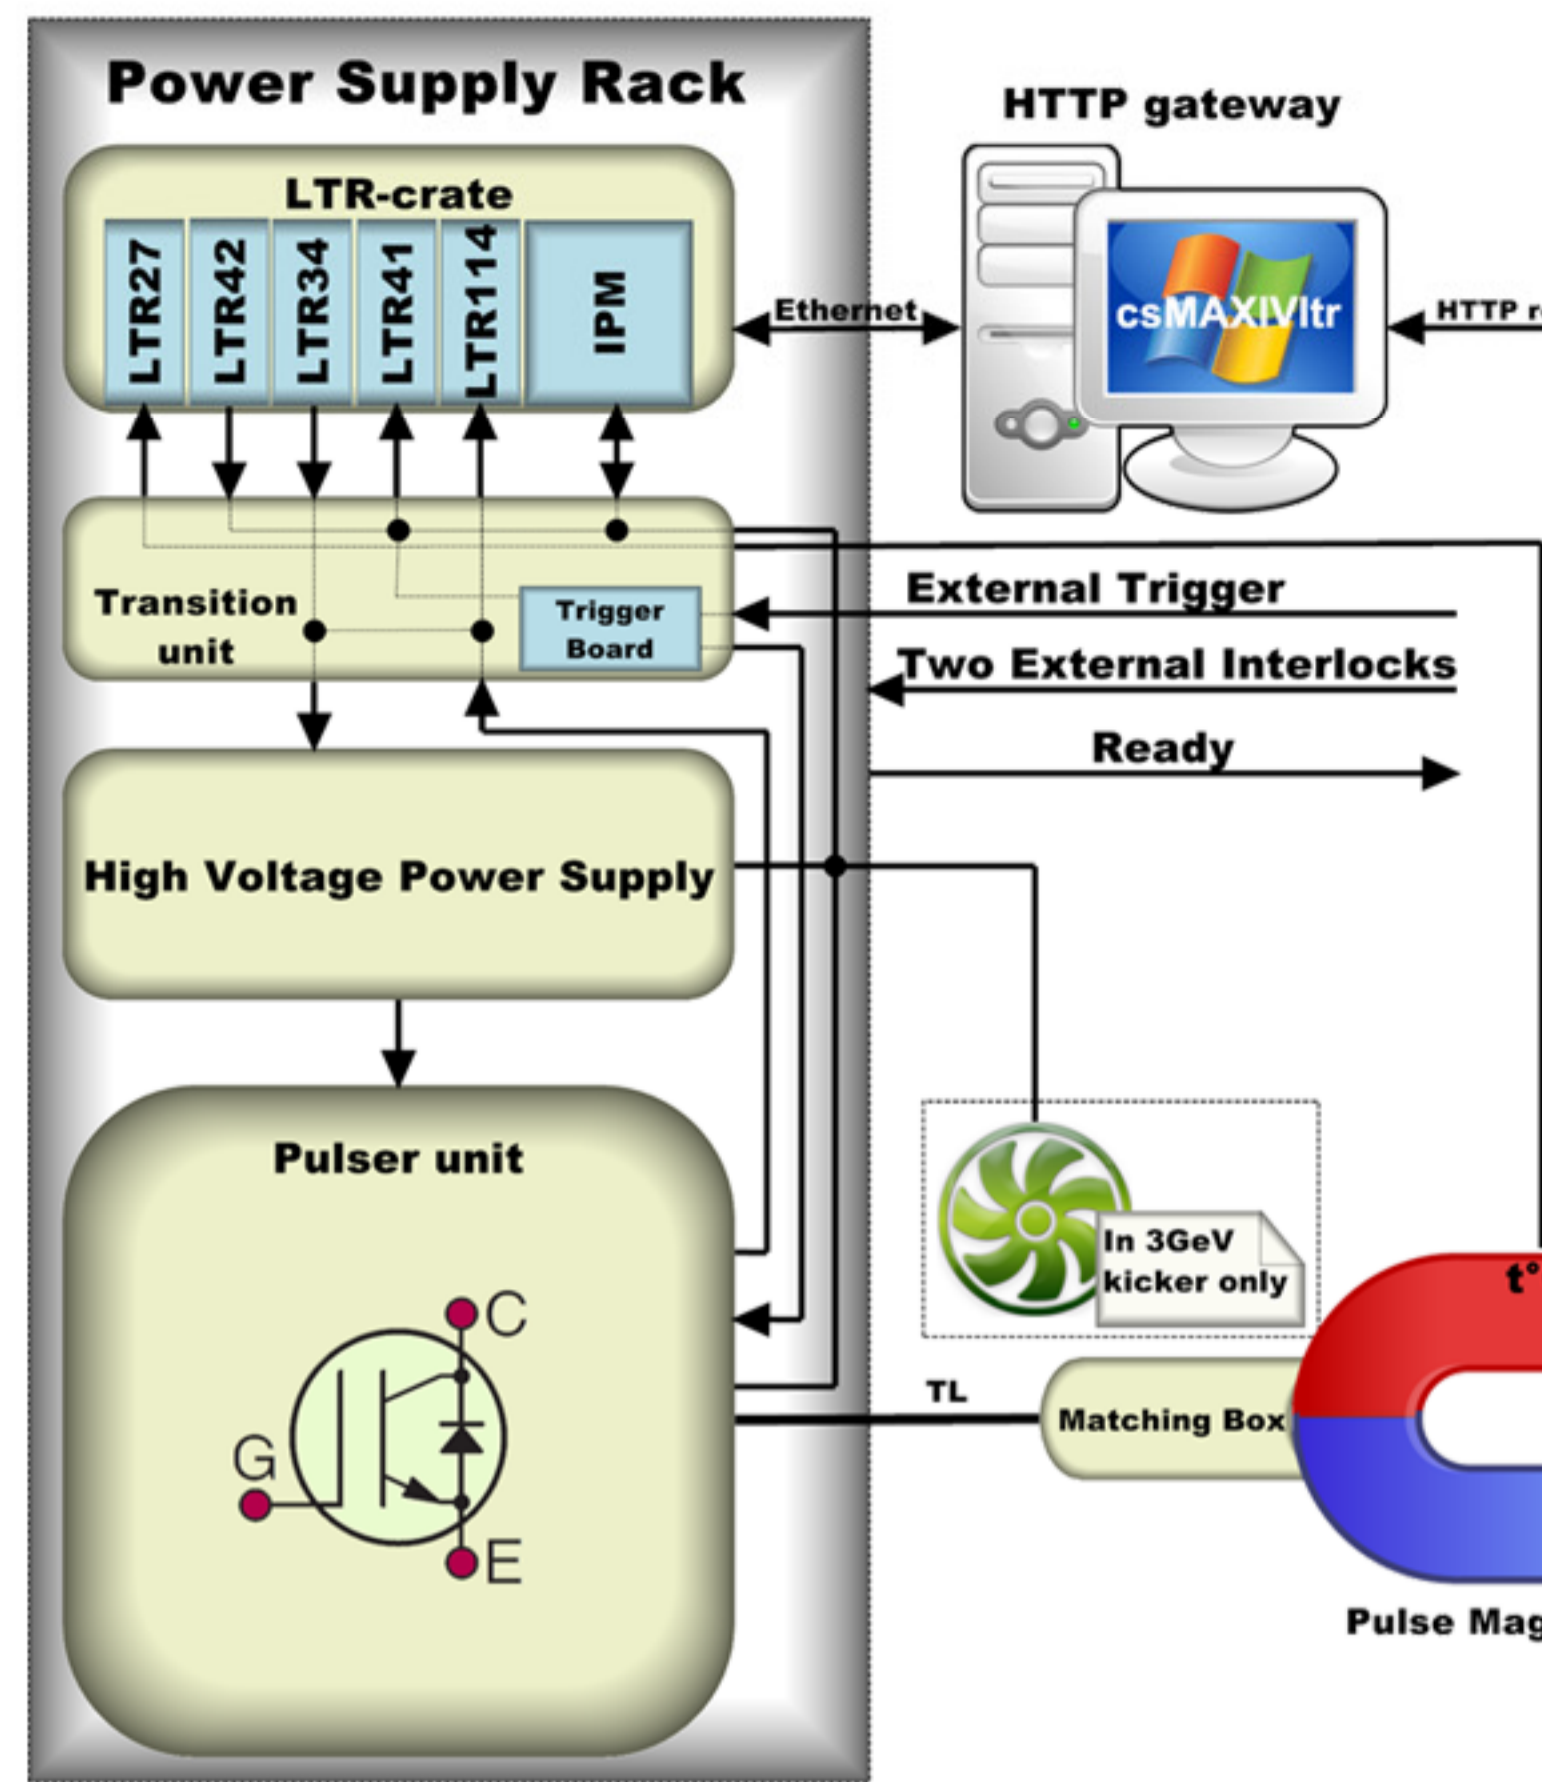 Power Supply Rack
HTTP gateway
LTR-crate
LTR27
LTR42
LTR34
LTR41
LTR114
IPM
Ethernet
csMAXIVltr
HTTP
Transition
unit
Trigger
Board
External Trigger
Two External Interlocks
Ready
High Voltage Power Supply
Pulser unit
In 3GeV
kicker only
t°
C
G
E
TL
Matching Box
Pulse